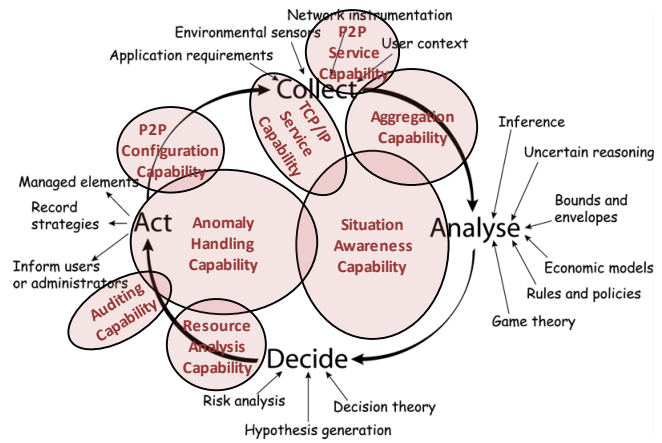 Network instrumentation
Environmental sensors
User context
Application requirements
Collect
P2P
Service
Capability
TCP/IP
Service
Capability
Aggregation
Capability
P2P
Configuration
Capability
Inference
Uncertain reasoning
Bounds and
envelopes
Analyse
Economic models
Rules and policies
Game theory
Situation
Awareness
Capability
Anomaly
Handling
Capability
Managed elements
Record
strategies
Act
Inform users
or administrators
Auditing
Capability
Resource
Analysis
Capability
Decide
Risk analysis
Decision theory
Hypothesis generation